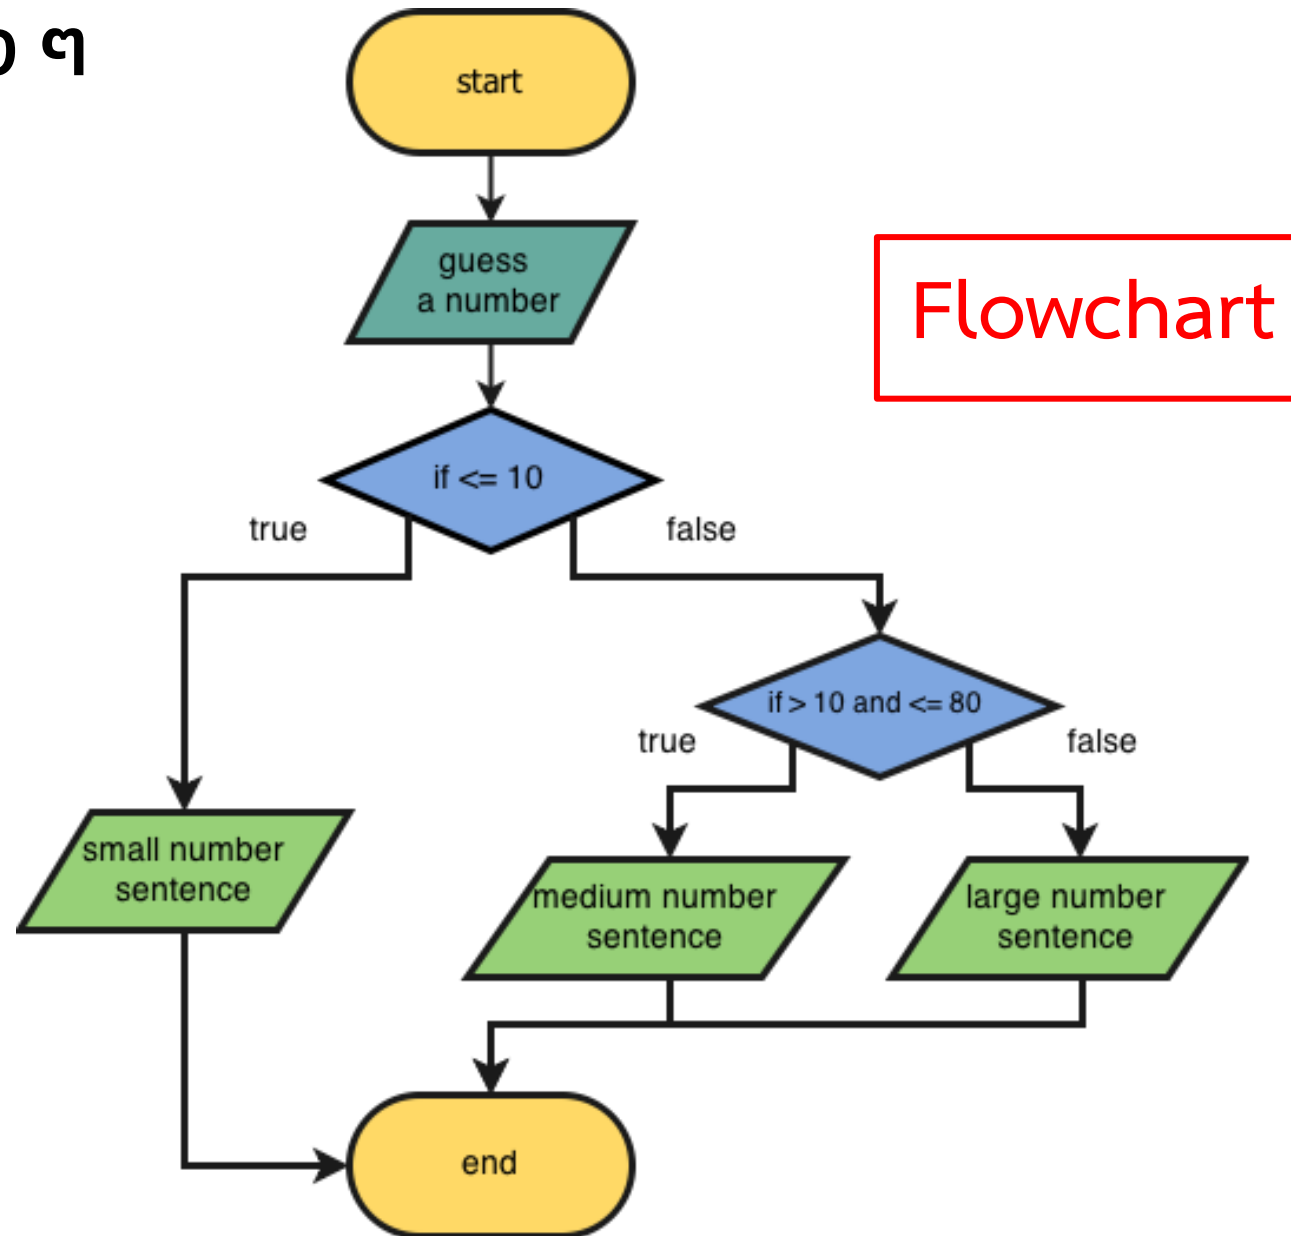 ๆ
start
guess
a number
Flowchart
if <= 10
true
false
if > 10 and <= 80
true
false
small number
sentence
medium number
sentence
large number
sentence
end